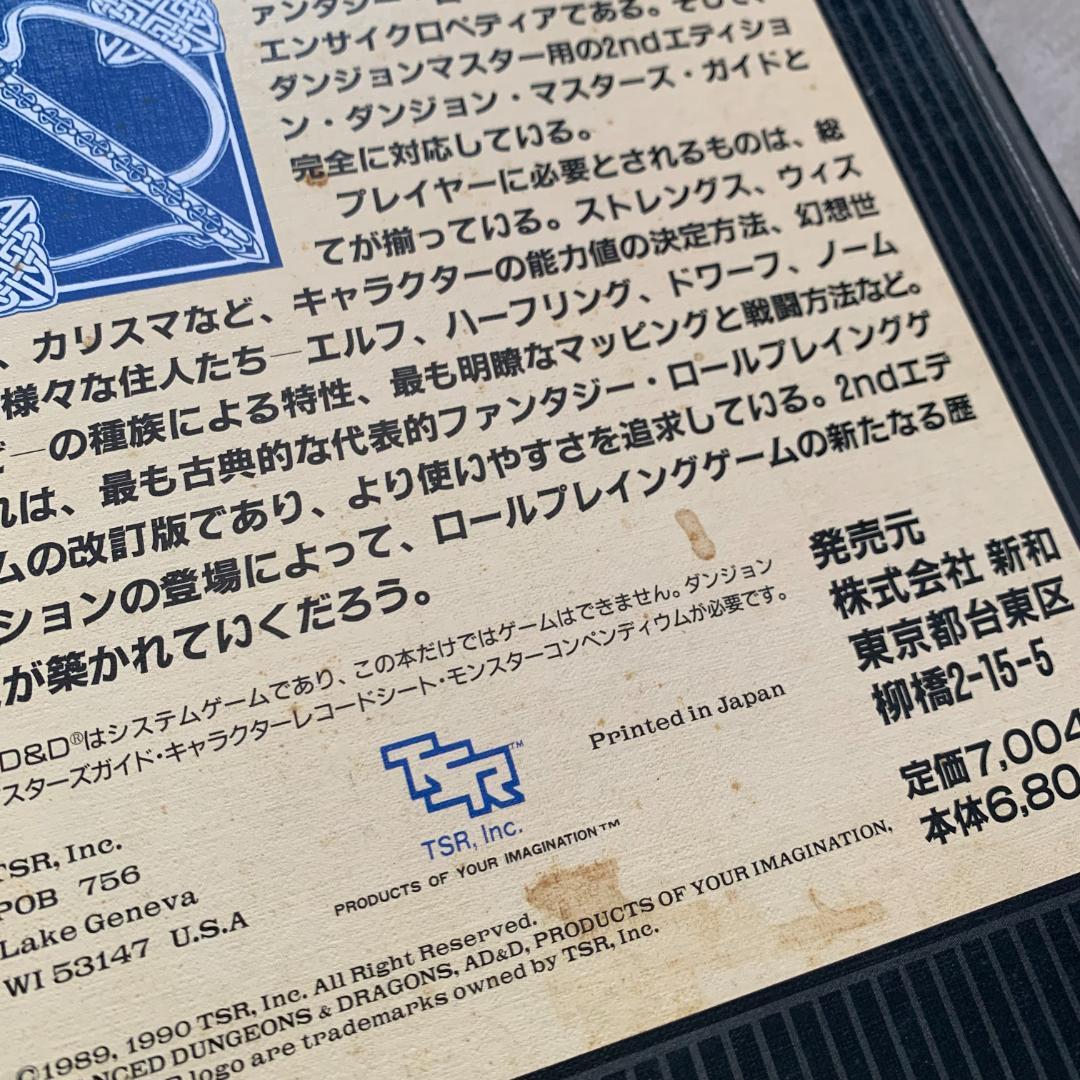 エンサイクロペディアである。そして、
ダンジョンマスター用の2ndエディショ
ン・ダンジョン・マスターズ・ガイドと
完全に対応している。
プレイヤーに必要とされるものは、総
てが揃っている。ストレングス、ウィズ
、カリスマなど、キャラクターの能力値の決定方法、幻想世
様々な住人たち―エルフ、ハーフリング、ドワーフ、ノーム
ど―の種族による特性、最も明瞭なマッピングと戦闘方法など。
れは、最も古典的な代表的ファンタジー・ロールプレイングゲ
ムの改訂版であり、より使いやすさを追求している。2ndエデ
ションの登場によって、ロールプレイングゲームの新たなる歴
が築かれていくだろう。
D&D®はシステムゲームであり、この本だけではゲームはできません。ダンジョン
スターズガイド・キャラクターレコードシート・モンスターコンペンディウムが必要です。
発売元
株式会社 新和
東京都台東区
柳橋2-15-5
定価7,004
本体6,80
Printed in Japan
TSR™
TSR, Inc.
PRODUCTS OF YOUR IMAGINATION™
TSR, Inc.
POB 756
Lake Geneva
WI 53147 U.S.A
©1989, 1990 TSR, Inc. All Right Reserved.
NCED DUNGEONS & DRAGONS, AD&D, PRODUCTS OF YOUR IMAGINATION,
logo are trademarks owned by TSR, Inc.